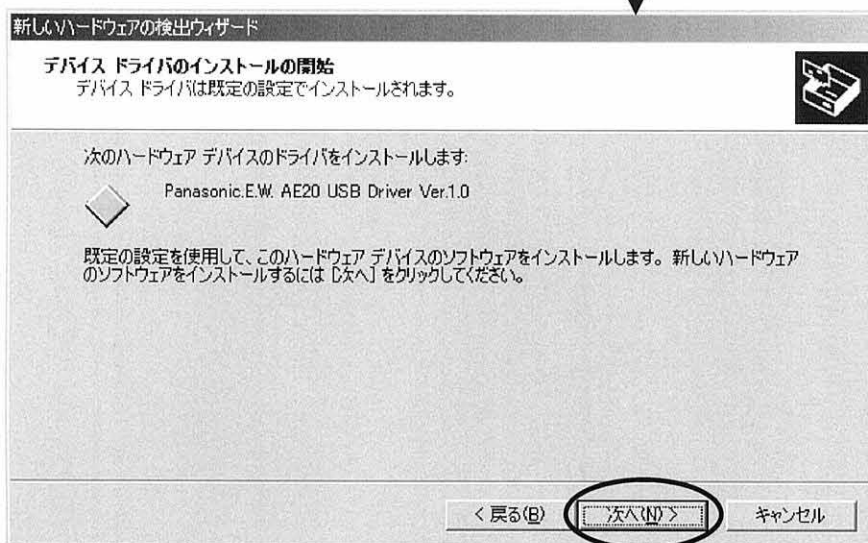 新しいハードウェアの検出ウィザード
デバイス ドライバのインストールの開始
デバイス ドライバは既定の設定でインストールされます。
次のハードウェア デバイスのドライバをインストールします:
Panasonic.E.W. AE20 USB Driver Ver.1.0
既定の設定を使用して、このハードウェア デバイスのソフトウェアをインストールします。 新しいハードウェア
のソフトウェアをインストールするには [次へ] をクリックしてください。
< 戻る(B)
次へ(N) >
キャンセル